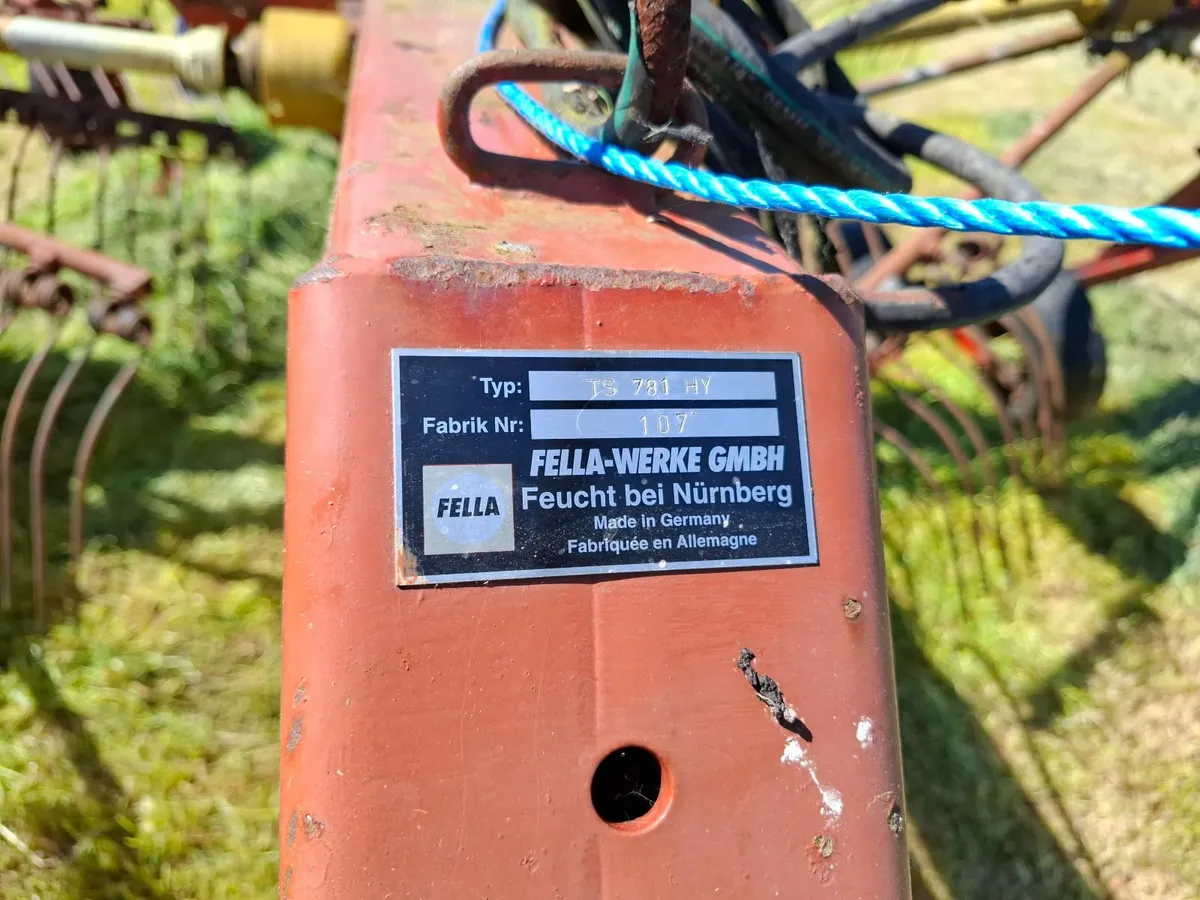 Typ: TS 781 HY
Fabrik Nr: 107
FELLA-WERKE GMBH
FELLA
Feucht bei Nürnberg
Made in Germany
Fabriquée en Allemagne